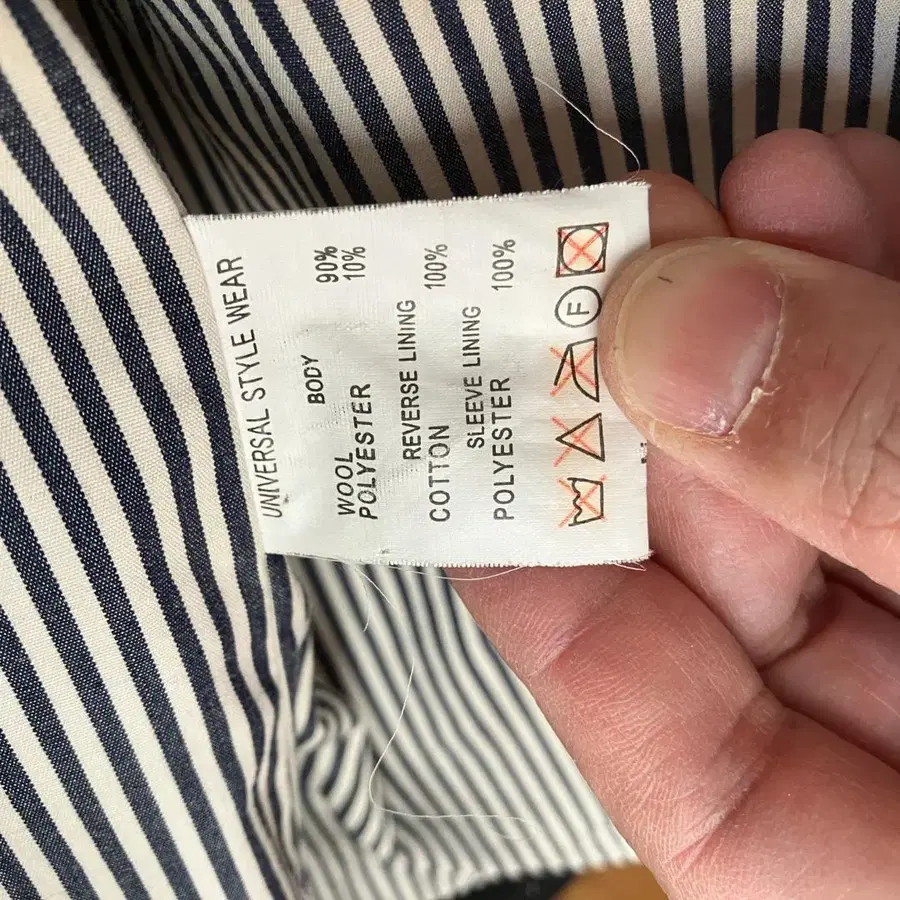 UNIVERSAL STYLE WEAR
BODY
WOOL 90%
POLYESTER 10%
REVERSE LINING
COTTON 100%
SLEEVE LINING
POLYESTER 100%
F